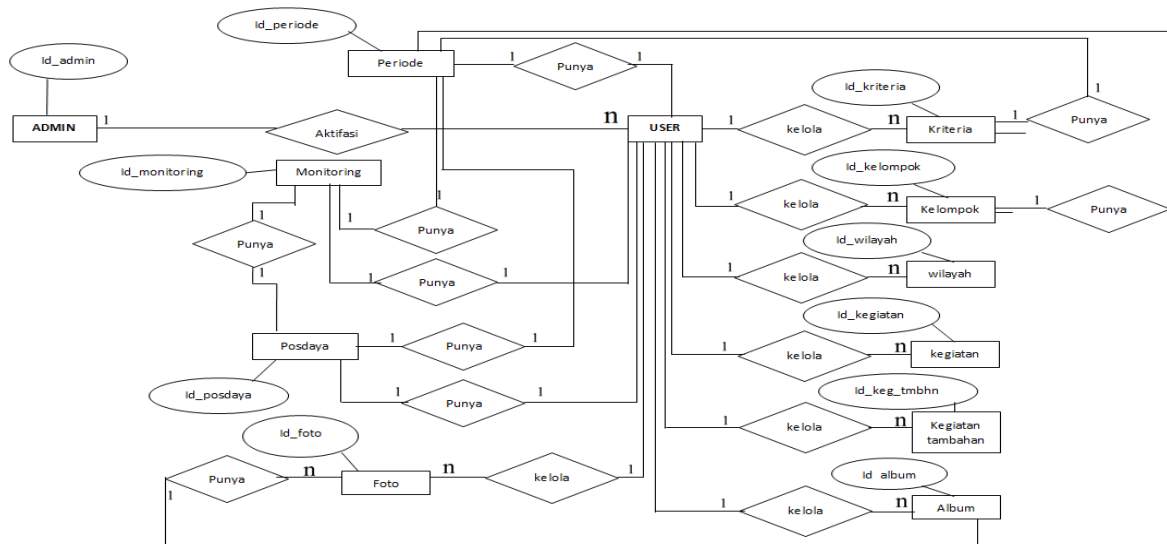 Id_periode
1
Periode
1
Punya
1
1
Id_admin
Id_kriteria
1
ADMIN
1
Aktifasi
n
USER
1
kelola
n
Kriteria
1
Punya
Id_monitoring
Monitoring
Id_kelompok
1
kelola
n
Kelompok
1
Punya
1
Punya
1
1
1
Punya
Id_wilayah
1
kelola
n
wilayah
1
Punya
1
Id_kegiatan
Posdaya
1
Punya
1
1
kelola
n
kegiatan
Id_posdaya
1
Punya
1
Id_keg_tmbhn
1
kelola
n
Kegiatan
tambahan
Id_foto
Punya
1
n
Foto
n
kelola
1
Id_album
1
kelola
n
Album